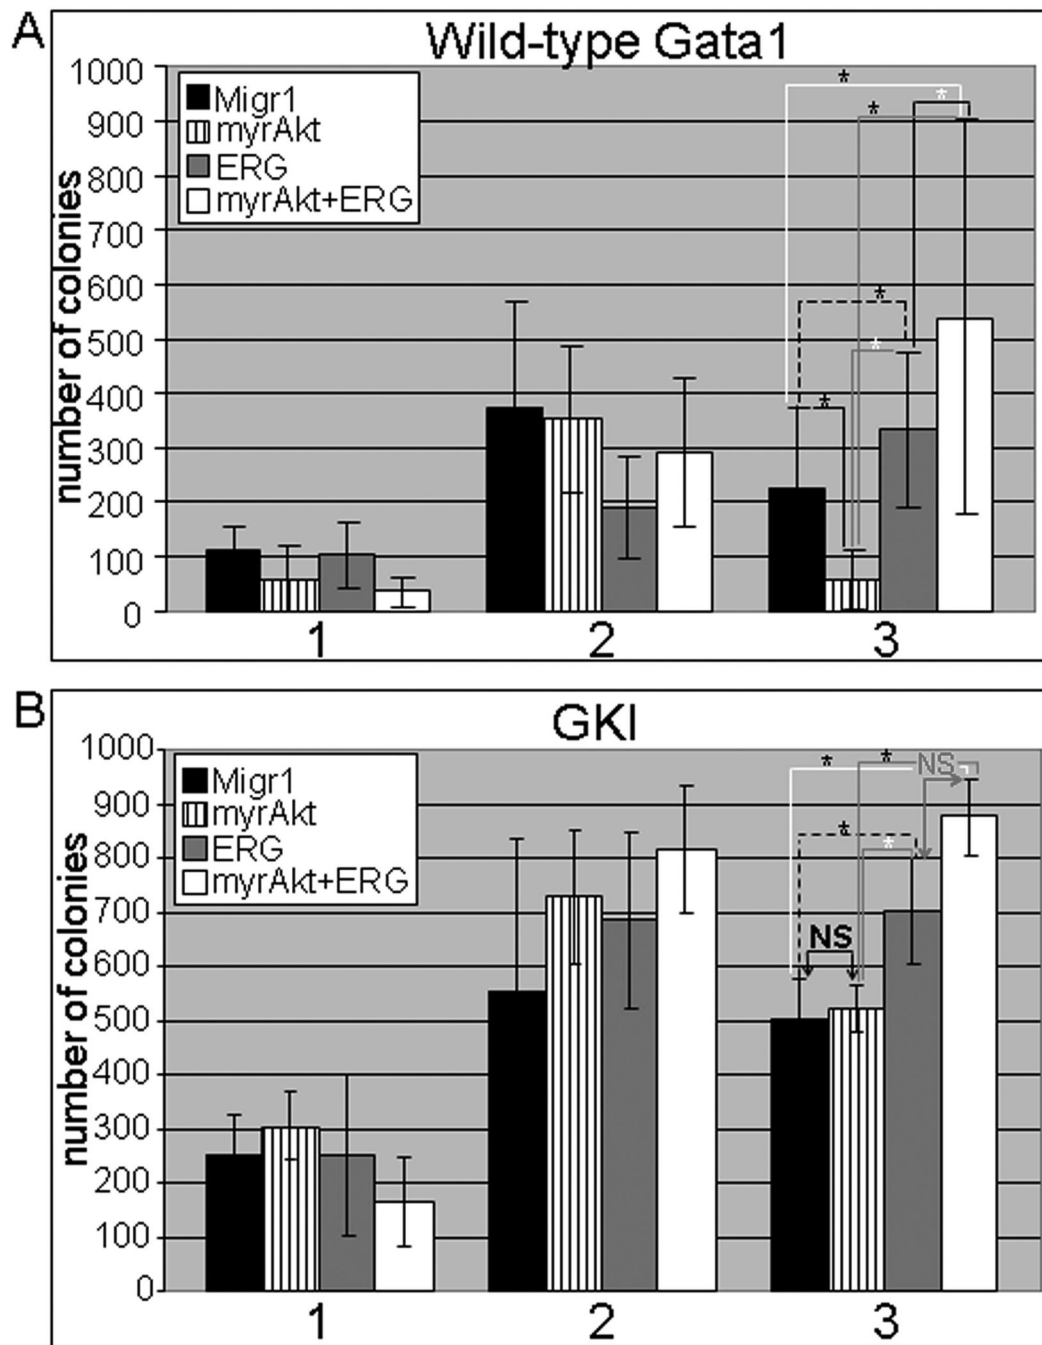 A
Wild-type Gata1
number of colonies
1000
900
800
700
600
500
400
300
200
100
0
Migr1
myrAkt
ERG
myrAkt+ERG
*
*
*
*
*
*
1
2
3
B
GKI
number of colonies
1000
900
800
700
600
500
400
300
200
100
0
Migr1
myrAkt
ERG
myrAkt+ERG
*
*
NS
*
*
NS
1
2
3